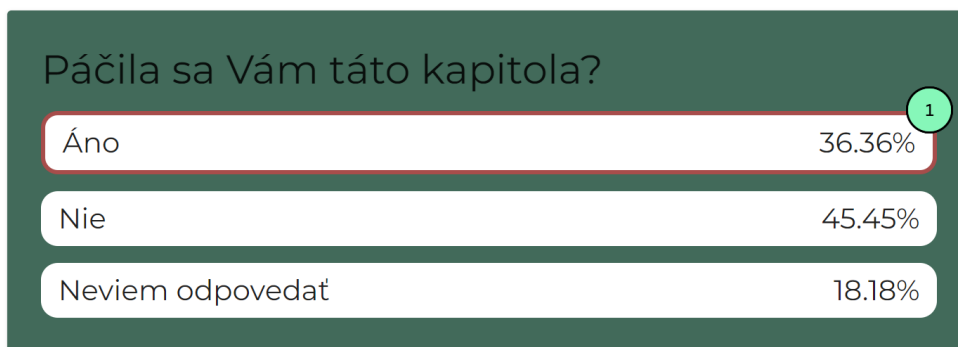 Páčila sa Vám táto kapitola?
1
Áno 36.36%
Nie 45.45%
Neviem odpovedať 18.18%